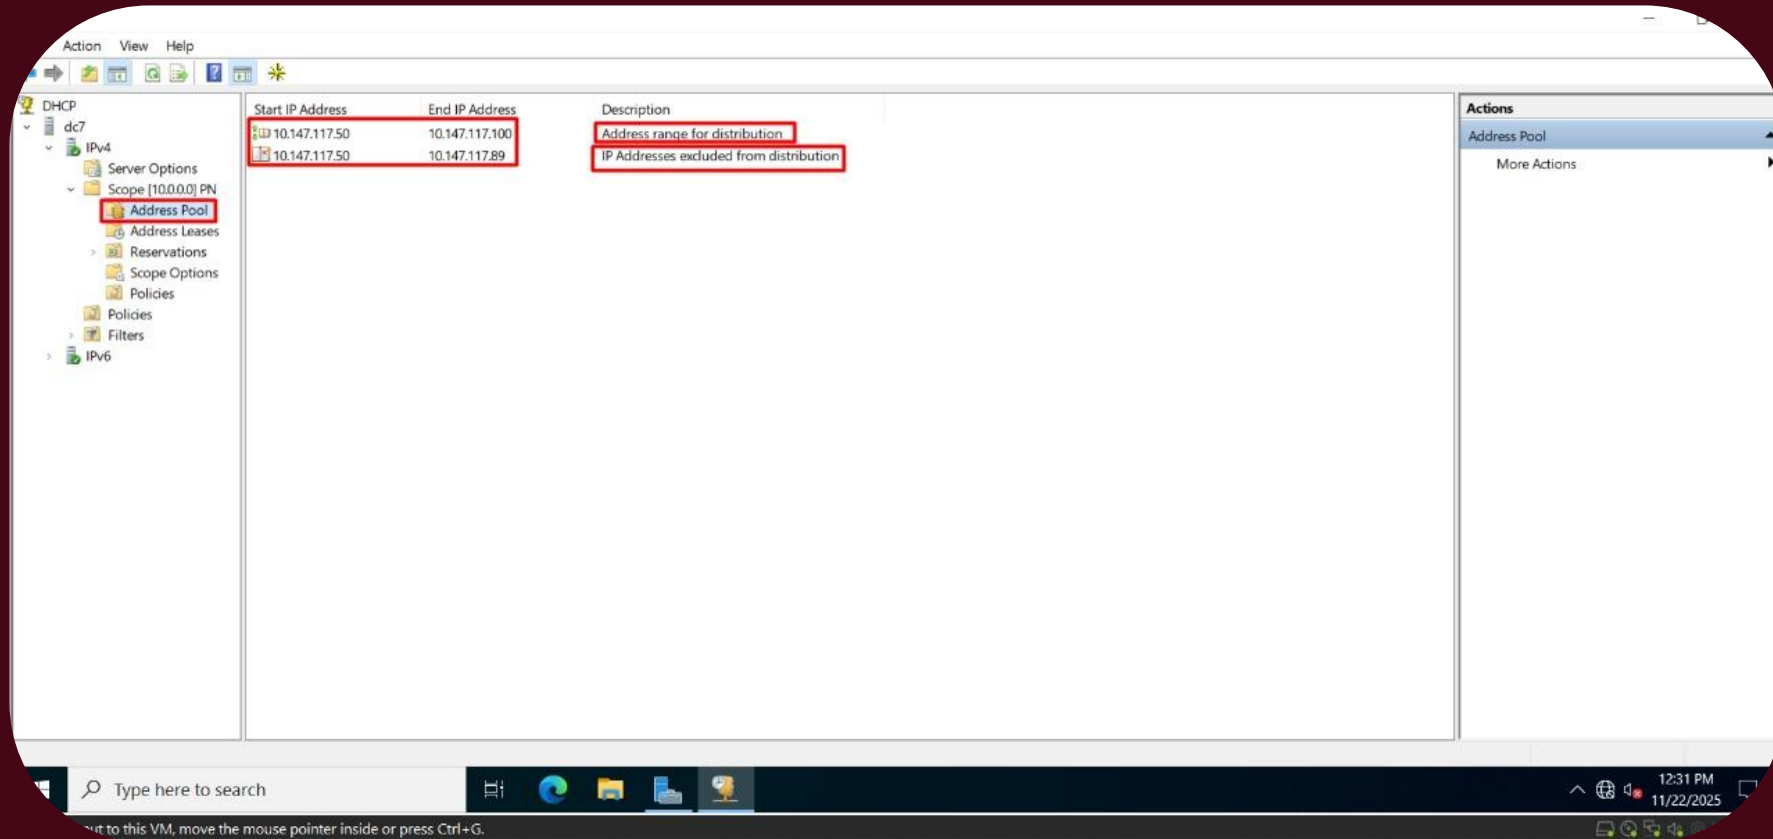 Action View Help
DHCP
dc7
IPv4
Server Options
Scope [10.0.0.0] PN
Address Pool
Address Leases
Reservations
Scope Options
Policies
Policies
Filters
IPv6
Start IP Address End IP Address Description
10.147.117.50 10.147.117.100 Address range for distribution
10.147.117.50 10.147.117.89 IP Addresses excluded from distribution
Actions
Address Pool
More Actions
Type here to search
12:31 PM
11/22/2025
to this VM, move the mouse pointer inside or press Ctrl+G.